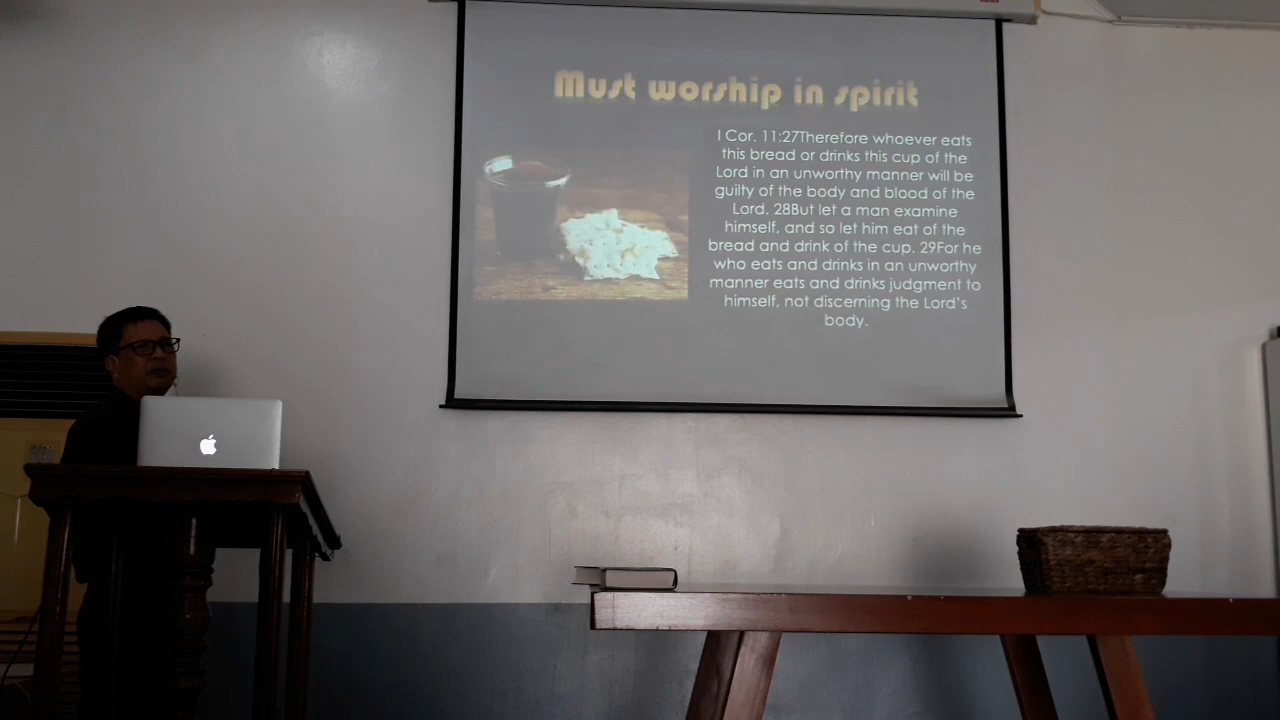 Must worship in spirit
I Cor. 11:27Therefore whoever eats
this bread or drinks this cup of the
Lord in an unworthy manner will be
guilty of the body and blood of the
Lord. 28But let a man examine
himself, and so let him eat of the
bread and drink of the cup. 29For he
who eats and drinks in an unworthy
manner eats and drinks judgment to
himself, not discerning the Lord's
body.